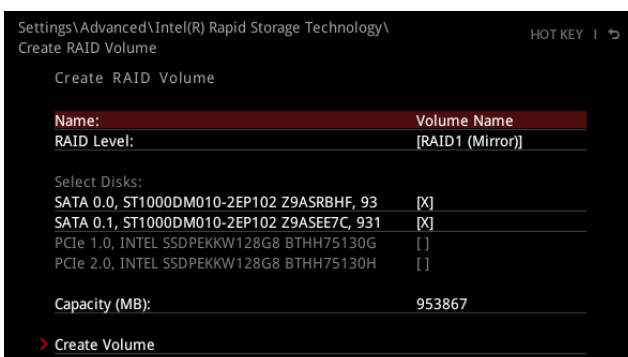 Settings\Advanced\Intel(R) Rapid Storage Technology\
HOT KEY | ↰
Create RAID Volume
Create RAID Volume
Name: Volume Name
RAID Level: [RAID1 (Mirror)]
Select Disks:
SATA 0.0, ST1000DM010-2EP102 Z9ASRBHF, 93 [X]
SATA 0.1, ST1000DM010-2EP102 Z9ASEE7C, 931 [X]
PCIe 1.0, INTEL SSDPEKKW128G8 BTHH75130G [ ]
PCIe 2.0, INTEL SSDPEKKW128G8 BTHH75130H [ ]
Capacity (MB): 953867
Create Volume